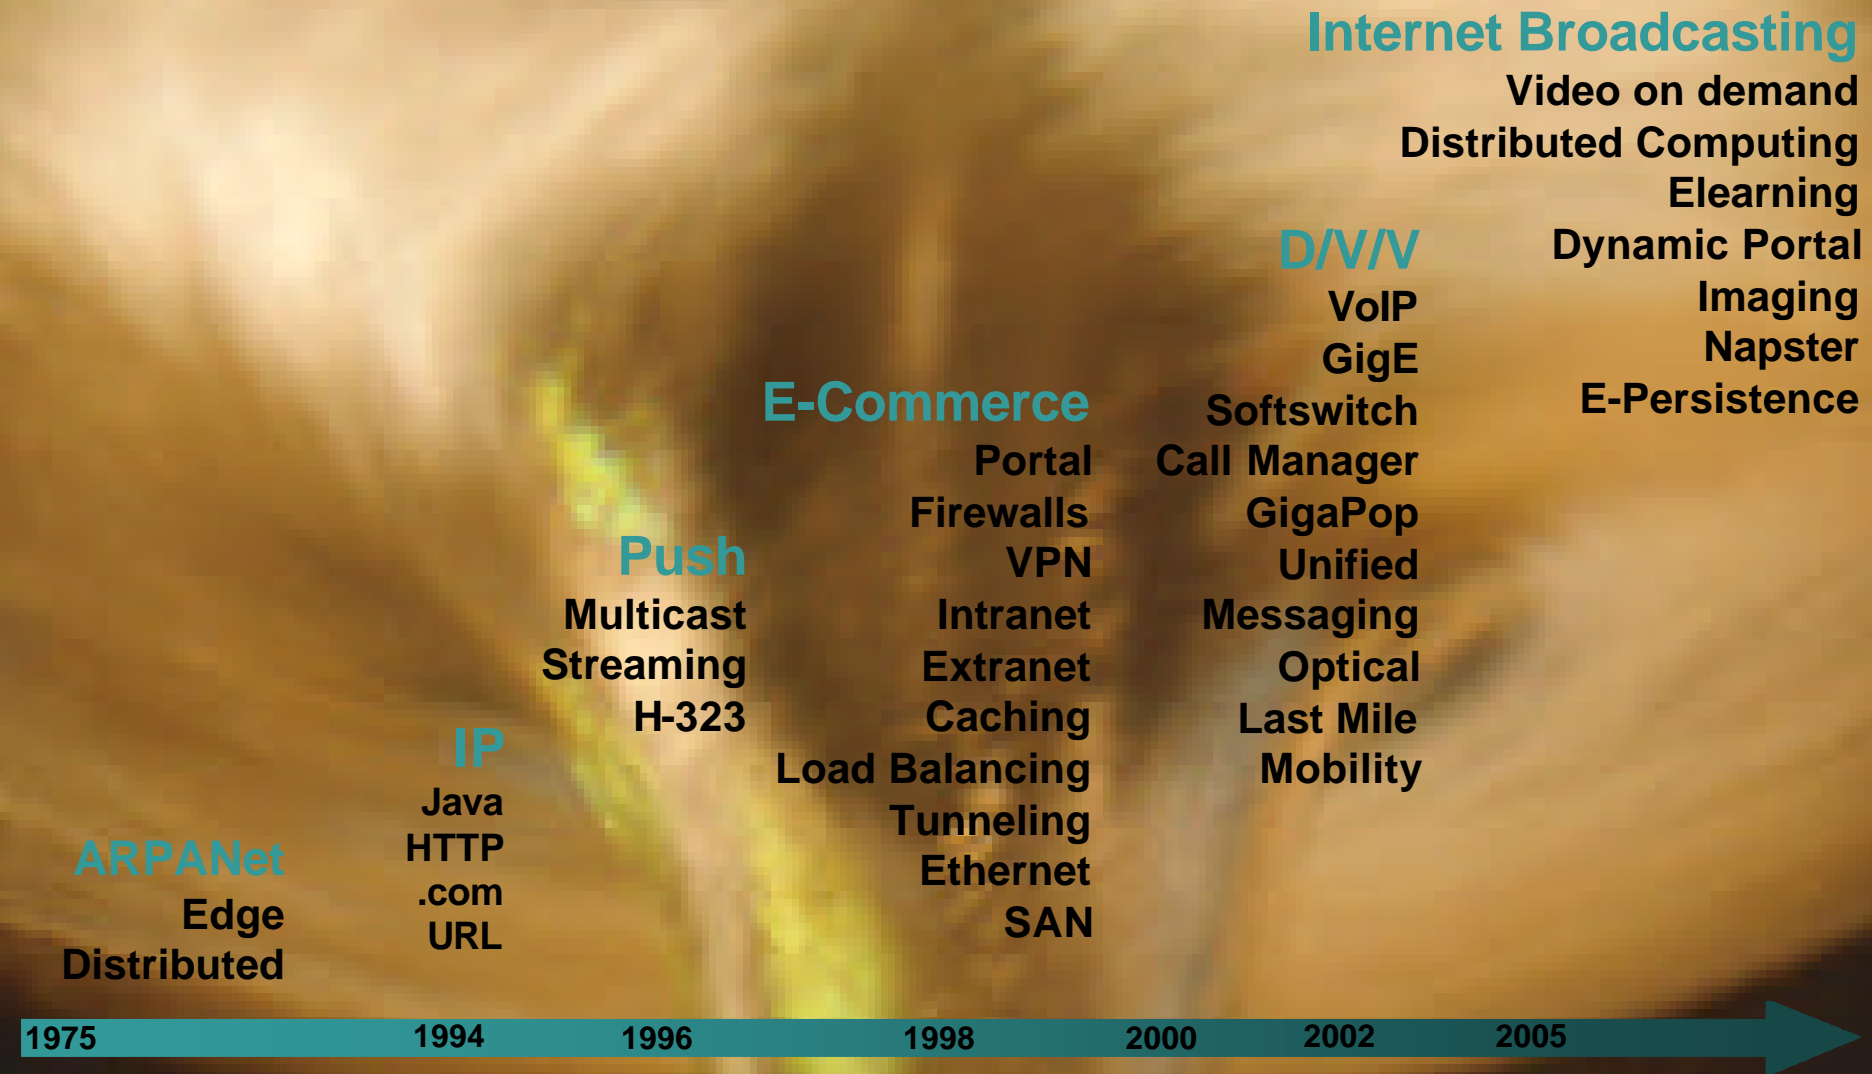 ARPANet
Edge
Distributed
IP
Java
HTTP
.com
URL
Push
Multicast
Streaming
H-323
E-Commerce
Portal
Firewalls
VPN
Intranet
Extranet
Caching
Load Balancing
Tunneling
Ethernet
SAN
D/V/V
VoIP
GigE
Softswitch
Call Manager
GigaPop
Unified
Messaging
Optical
Last Mile
Mobility
Internet Broadcasting
Video on demand
Distributed Computing
Elearning
Dynamic Portal
Imaging
Napster
E-Persistence
1975
1994
1996
1998
2000
2002
2005